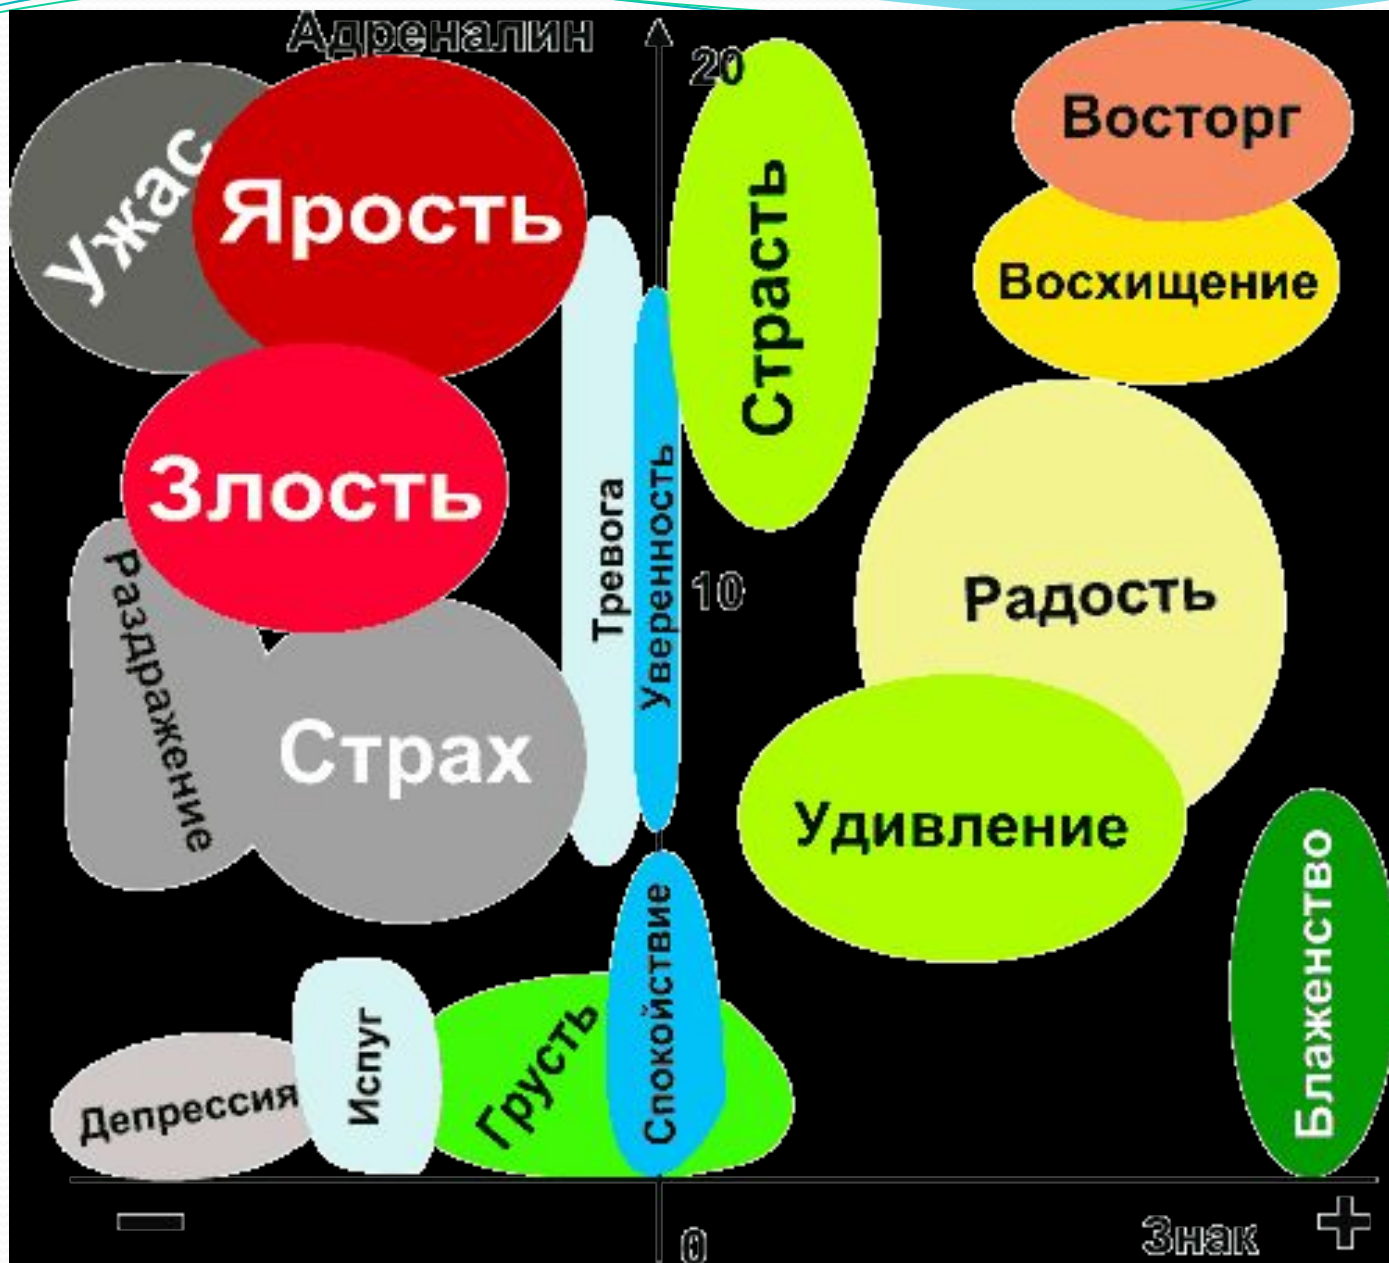 Адреналин
20
Восторг
Ужас
Ярость
Страсть
Восхищение
Злость
Тревога
Уверенность
10
Радость
Раздражение
Страх
Удивление
Блаженство
Депрессия
Испуг
Грусть
Спокойствие
−
0
Знак
+